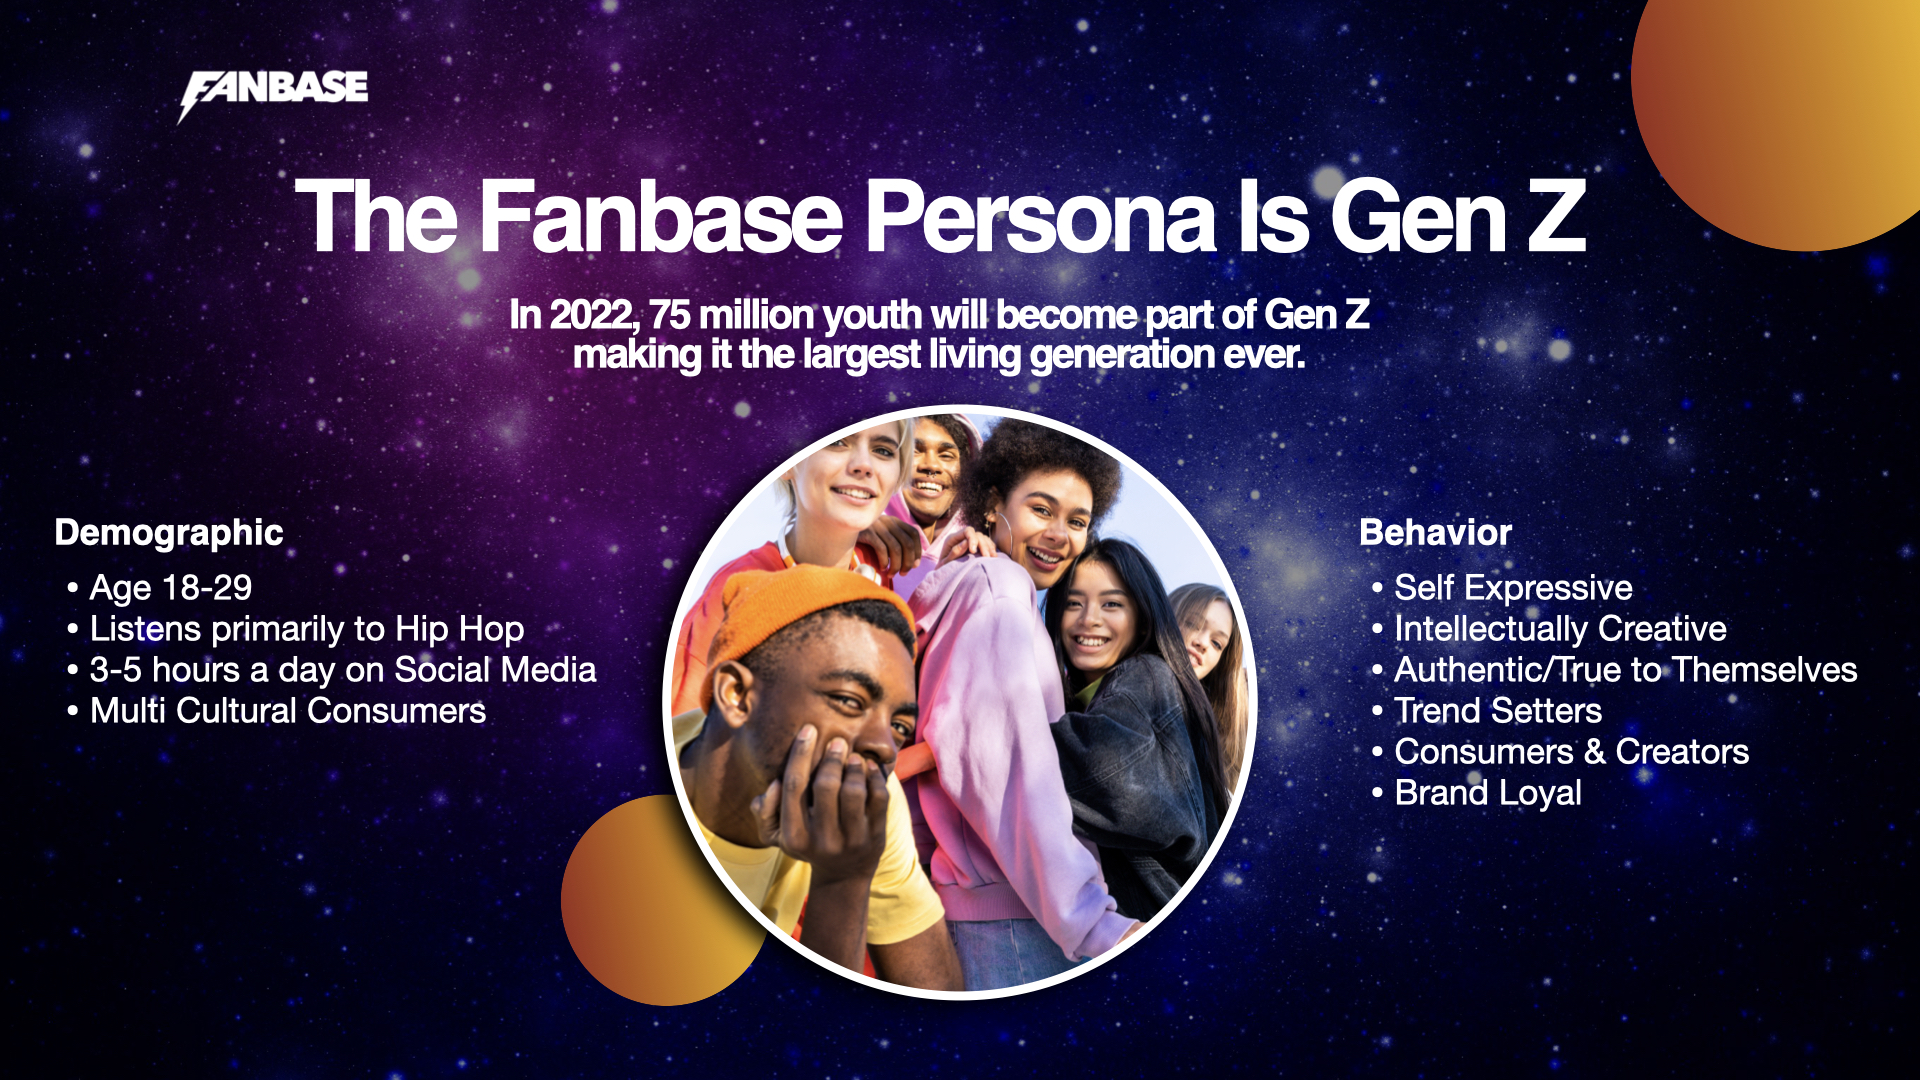 FANBASE
The Fanbase Persona Is Gen Z
In 2022, 75 million youth will become part of Gen Z
making it the largest living generation ever.
Demographic
• Age 18-29
• Listens primarily to Hip Hop
• 3-5 hours a day on Social Media
• Multi Cultural Consumers
Behavior
• Self Expressive
• Intellectually Creative
• Authentic/True to Themselves
• Trend Setters
• Consumers & Creators
• Brand Loyal